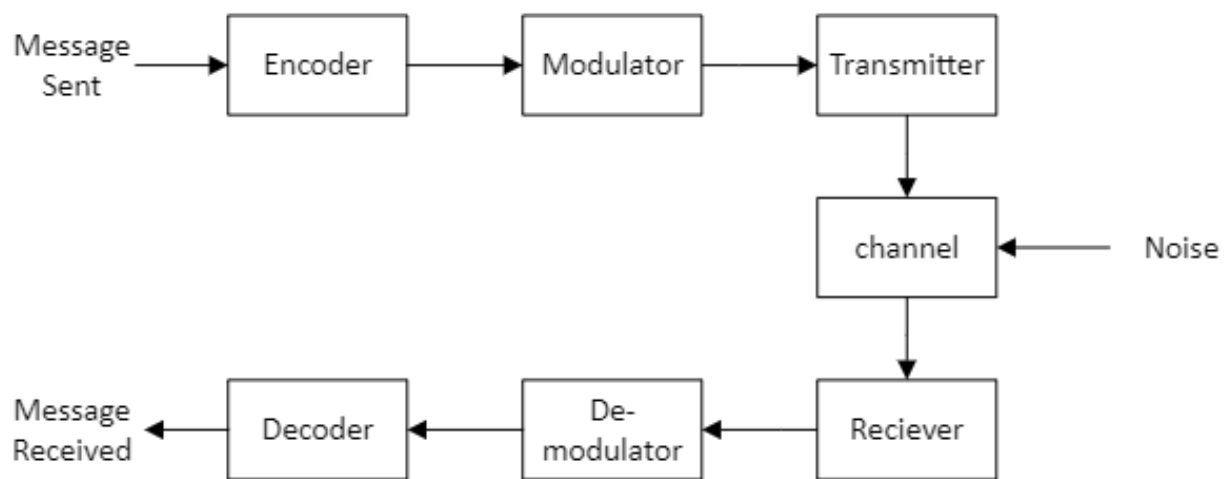 Message
Sent
Encoder
Modulator
Transmitter
channel
Noise
Message
Received
Decoder
De-
modulator
Reciever